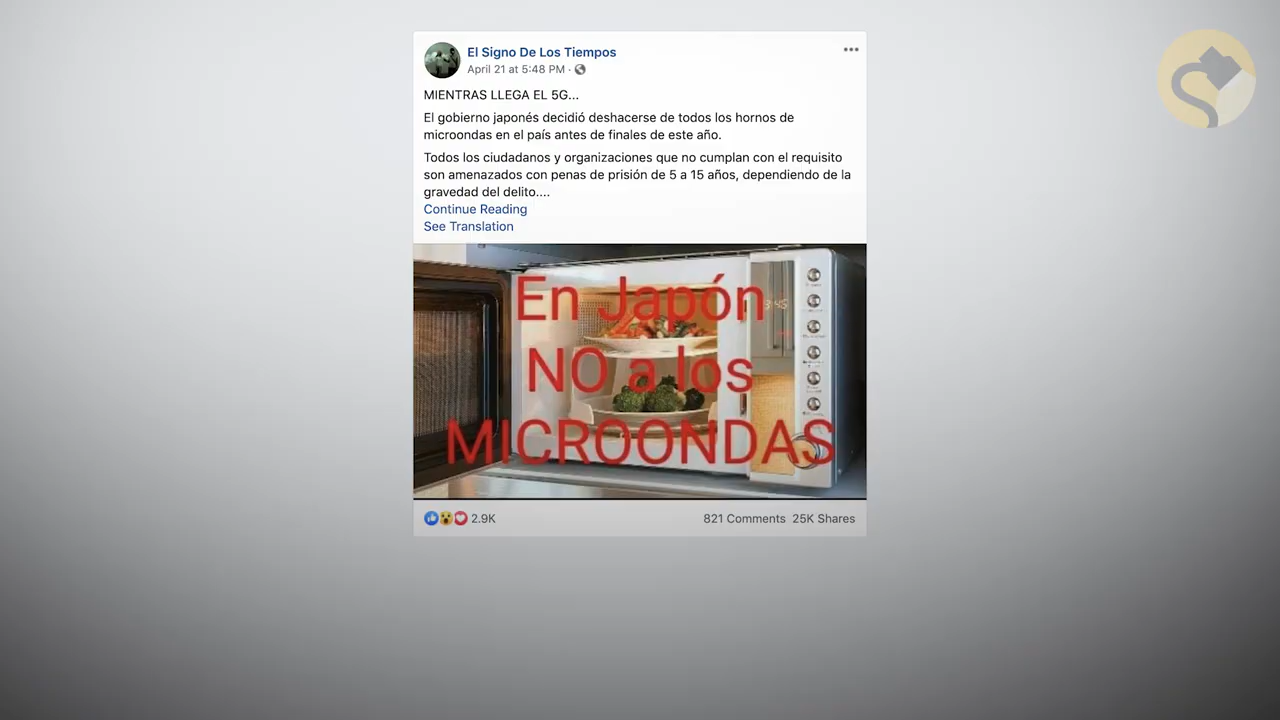 El Signo De Los Tiempos
April 21 at 5:48 PM ·
MIENTRAS LLEGA EL 5G...
El gobierno japonés decidió deshacerse de todos los hornos de
microondas en el país antes de finales de este año.
Todos los ciudadanos y organizaciones que no cumplan con el requisito
son amenazados con penas de prisión de 5 a 15 años, dependiendo de la
gravedad del delito....
Continue Reading
See Translation
En Japón
NO a los
MICROONDAS
2.9K
821 Comments 25K Shares